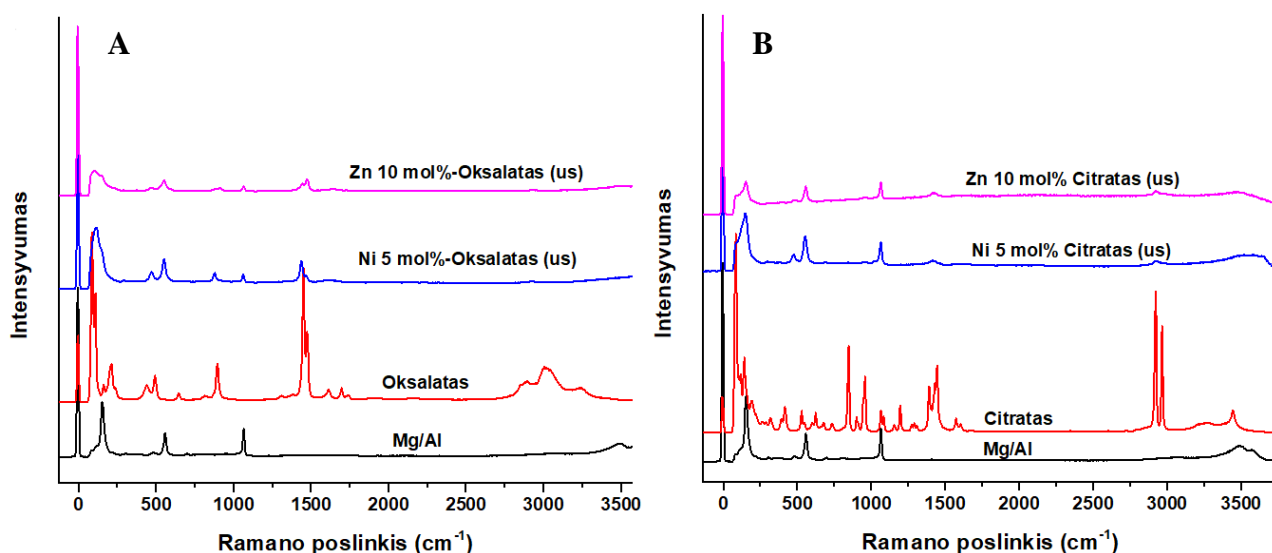 A
Zn 10 mol%-Oksalatas (us)
Ni 5 mol%-Oksalatas (us)
Oksalatas
Mg/Al
Intensyvumas
0 500 1000 1500 2000 2500 3000 3500
Ramano poslinkis (cm⁻¹)
B
Zn 10 mol% Citratas (us)
Ni 5 mol% Citratas (us)
Citratas
Mg/Al
Intensyvumas
0 500 1000 1500 2000 2500 3000 3500
Ramano poslinkis (cm⁻¹)